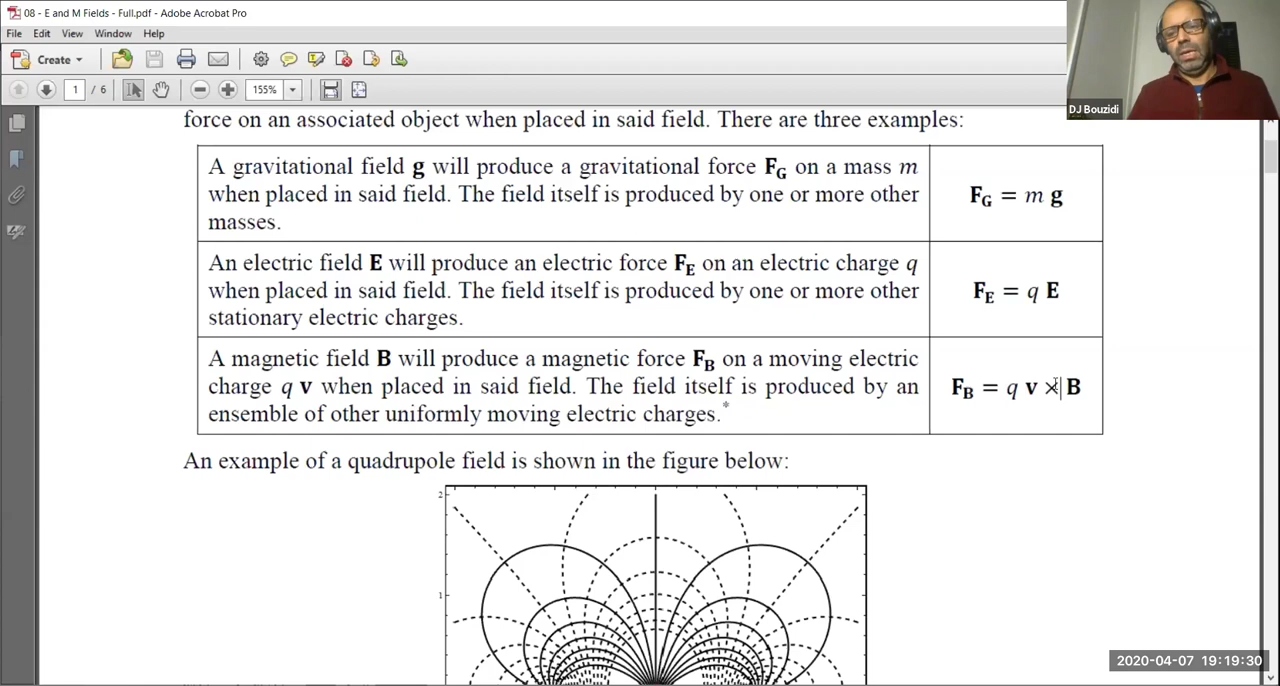 08 - E and M Fields - Full.pdf - Adobe Acrobat Pro
File Edit View Window Help
Create
1 / 6 155%
DJ Bouzidi
force on an associated object when placed in said field. There are three examples:
A gravitational field g will produce a gravitational force F_G on a mass m
when placed in said field. The field itself is produced by one or more other
masses.
F_G = m g
An electric field E will produce an electric force F_E on an electric charge q
when placed in said field. The field itself is produced by one or more other
stationary electric charges.
F_E = q E
A magnetic field B will produce a magnetic force F_B on a moving electric
charge q v when placed in said field. The field itself is produced by an
ensemble of other uniformly moving electric charges.*
F_B = q v × B
An example of a quadrupole field is shown in the figure below:
2
1
2020-04-07 19:19:30